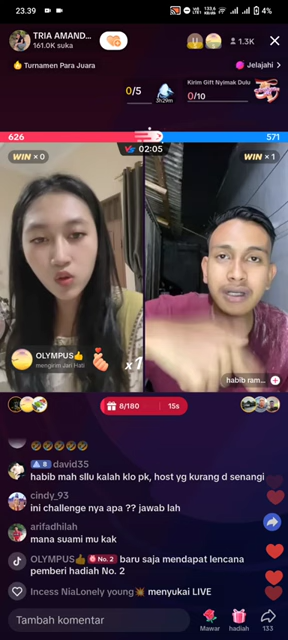 23.39
4%
TRIA AMAND...
161.0K suka
1.3K
Turnamen Para Juara
Jelajahi >
0/5
3h29m
Kirim Gift Nyimak Dulu
0/10
626
571
WIN × 0
VS 02:05
WIN × 1
OLYMPUS👍
mengirim Jari Hati
x1
habib ram...
8/180
15s
🤣🤣🤣🤣🤣
8 david35
habib mah sllu kalah klo pk, host yg kurang d senangi
cindy_93
ini challenge nya apa ?? jawab lah
arifadhilah
mana suami mu kak
OLYMPUS👍 No. 2 baru saja mendapat lencana
pemberi hadiah No. 2
Incess NiaLonely young💥 menyukai LIVE
Tambah komentar
Mawar
hadiah
133